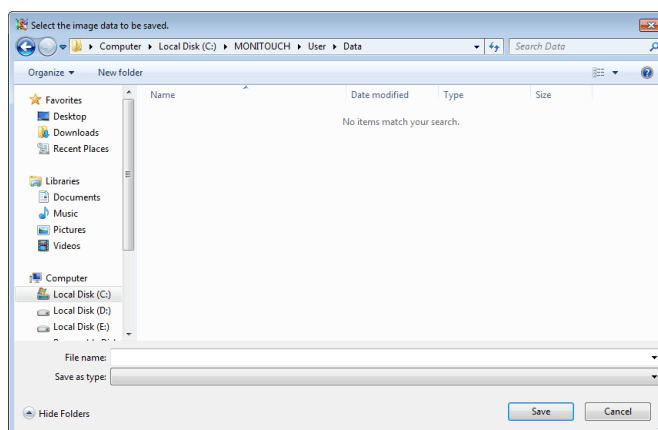 Select the image data to be saved.
Computer ▸ Local Disk (C:) ▸ MONITOUCH ▸ User ▸ Data
Search Data
Organize ▾ New folder
Name Date modified Type Size
No items match your search.
Favorites
Desktop
Downloads
Recent Places
Libraries
Documents
Music
Pictures
Videos
Computer
Local Disk (C:)
Local Disk (D:)
Local Disk (E:)
File name:
Save as type:
Hide Folders
Save Cancel